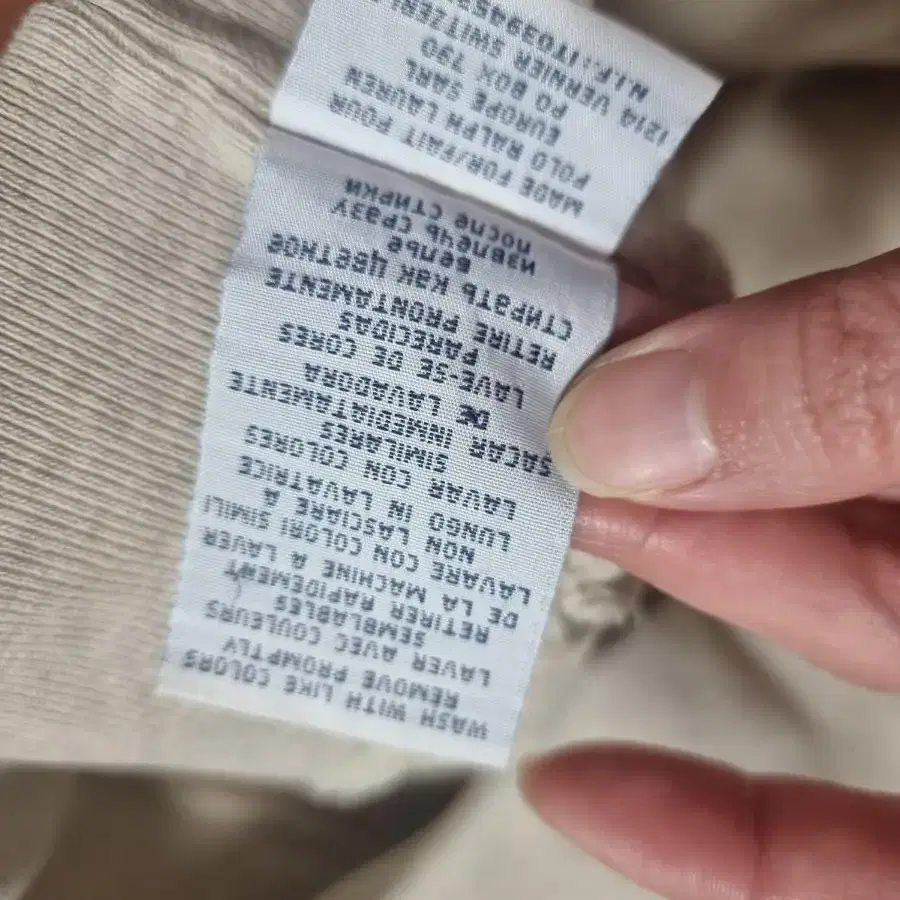 WASH WITH LIKE COLORS
REMOVE PROMPTLY
LAVER AVEC COULEURS
SEMBLABLES
RETIRER RAPIDEMENT
DE LA MACHINE A LAVER
LAVARE CON COLORI SIMILI
NON LASCIARE A
LUNGO IN LAVATRICE
LAVAR CON COLORES
SIMILARES
SACAR INMEDIATAMENTE
DE LAVADORA
LAVE-SE DE CORES
PARECIDAS
RETIRE PRONTAMENTE
СТИРАТЬ КАК ЦВЕТНОЕ
БЕЛЬЕ
ИЗВЛЕЧЬ СРАЗУ
ПОСЛЕ СТИРКИ
MADE FOR/FAIT POUR
POLO RALPH LAUREN
EUROPE SARL
PO BOX 790
1214 VERNIER
N.I.F.: